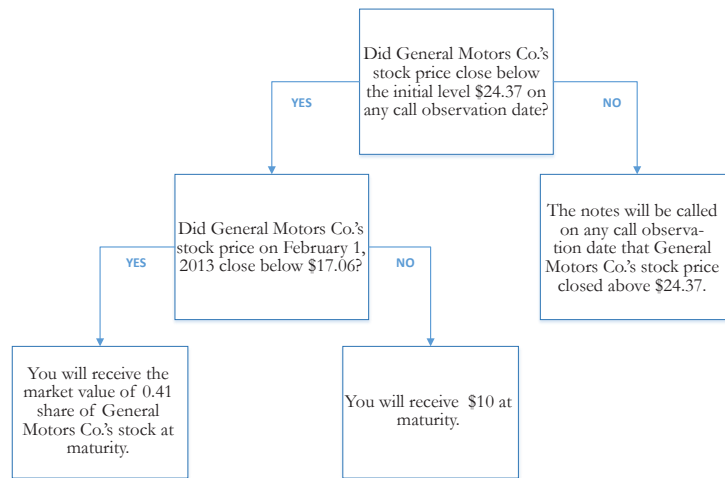 Did General Motors Co.'s
stock price close below
the initial level $24.37 on
any call observation date?
YES
NO
Did General Motors Co.'s
stock price on February 1,
2013 close below $17.06?
The notes will be called
on any call observa-
tion date that General
Motors Co.'s stock price
closed above $24.37.
YES
NO
You will receive the
market value of 0.41
share of General
Motors Co.'s stock at
maturity.
You will receive $10 at
maturity.